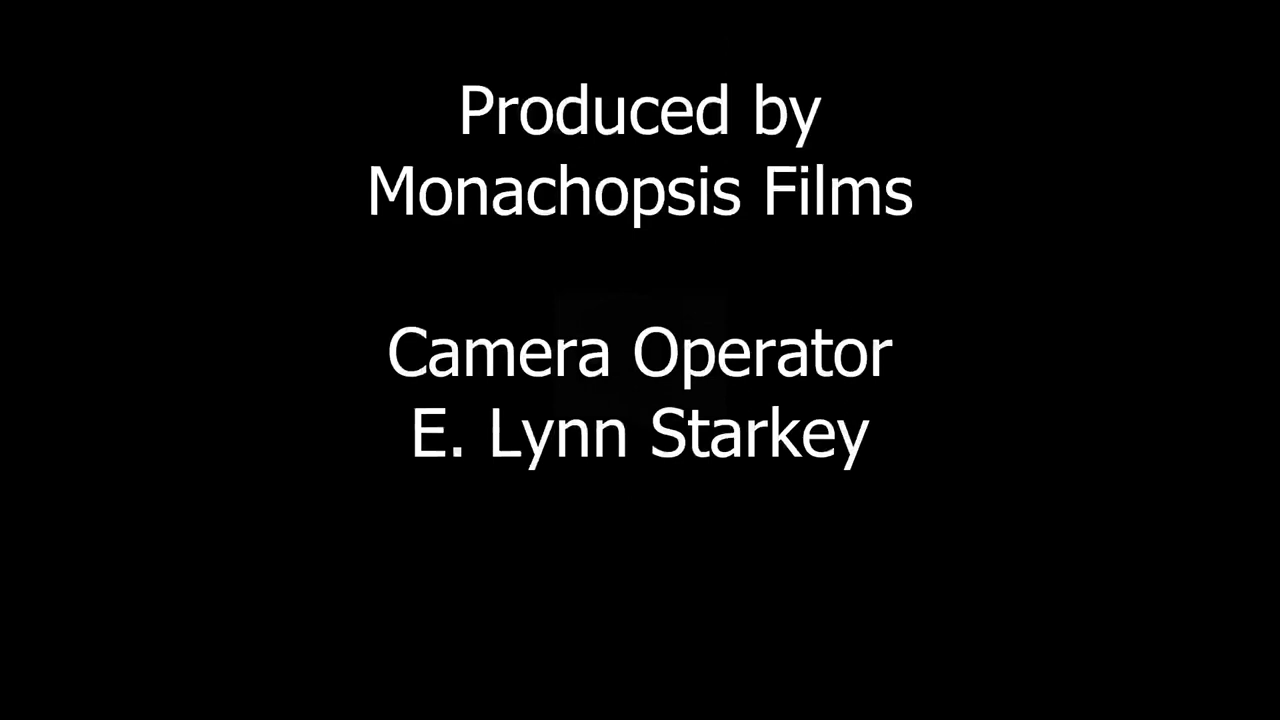 Produced by
Monachopsis Films
Camera Operator
E. Lynn Starkey